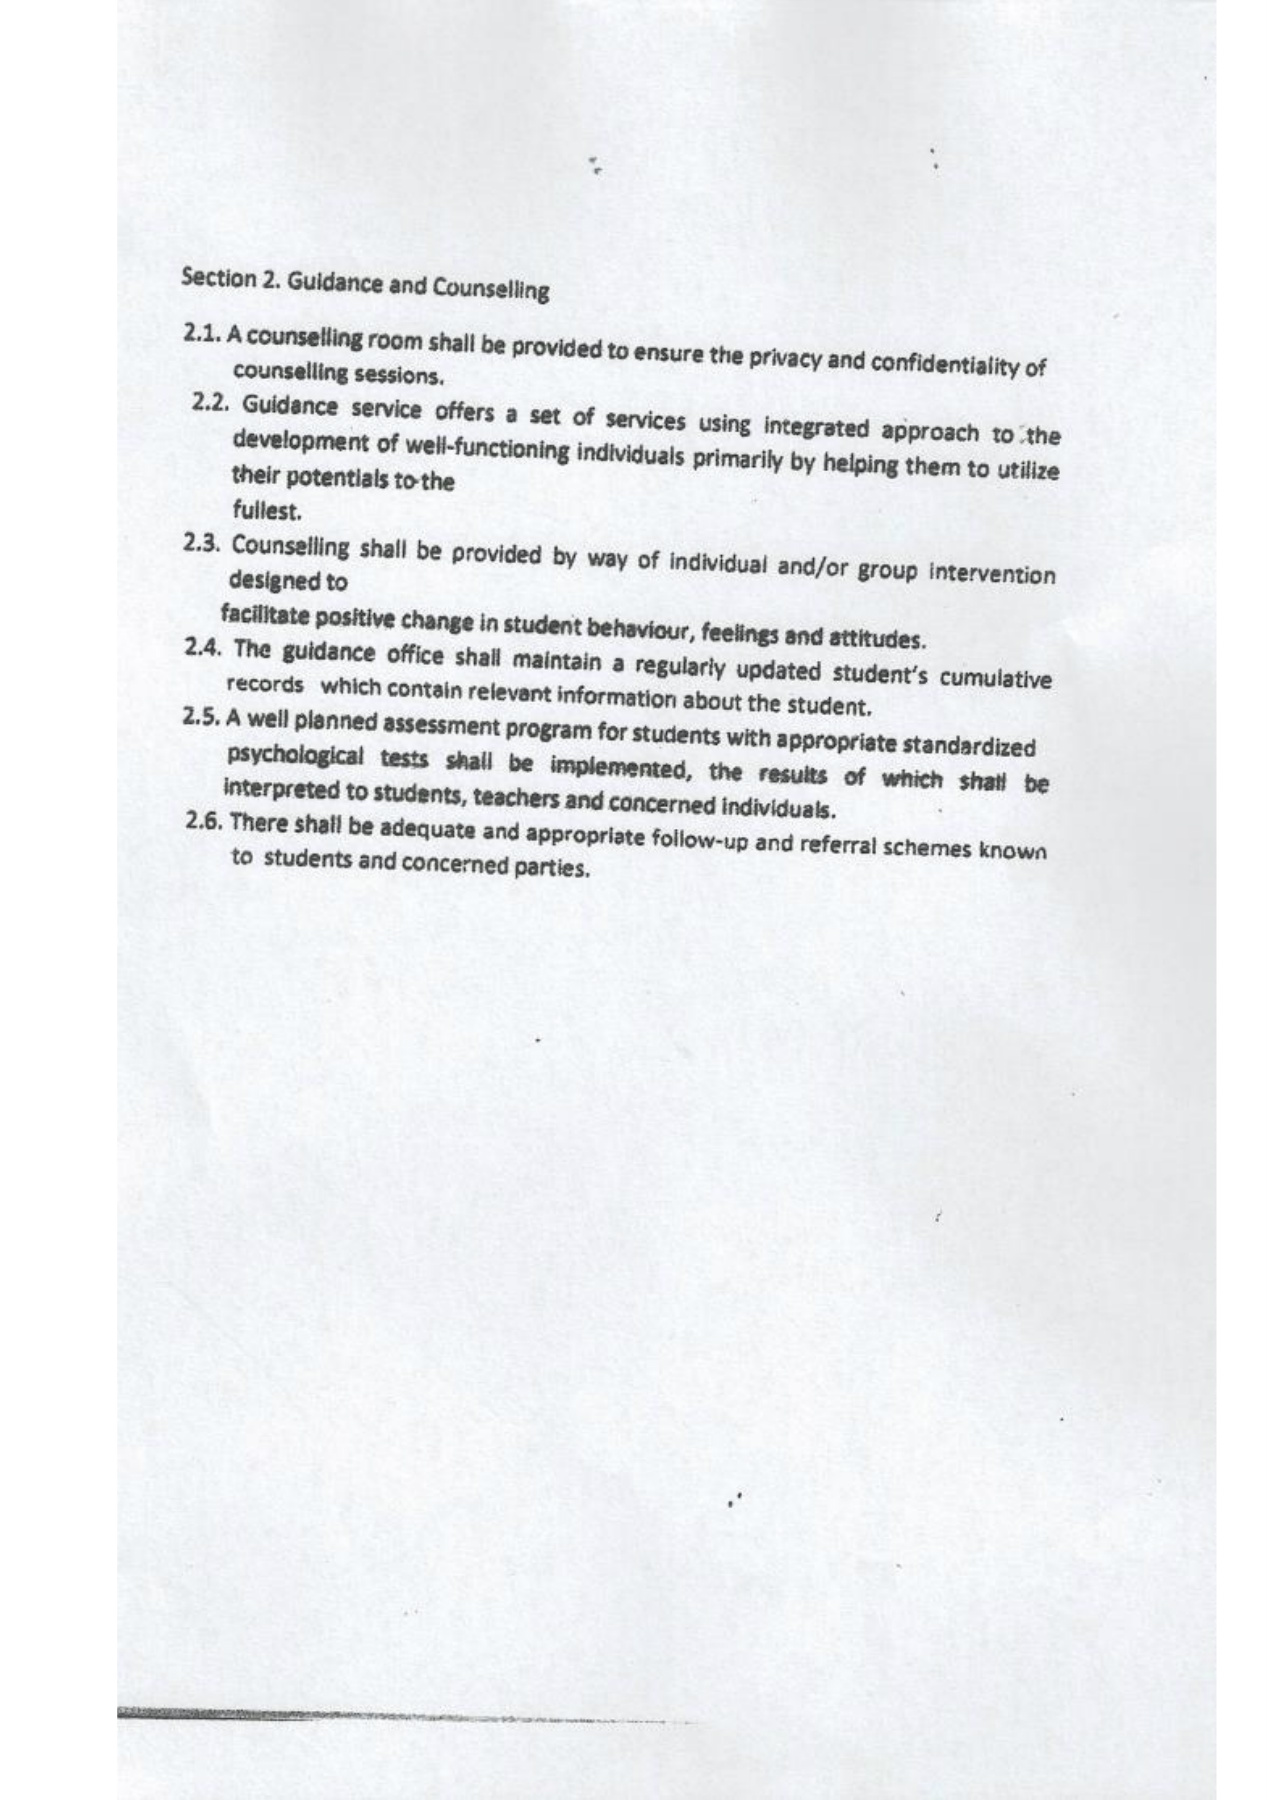 Section 2. Guidance and Counselling
2.1. A counselling room shall be provided to ensure the privacy and confidentiality of
counselling sessions.
2.2. Guidance service offers a set of services using integrated approach to the
development of well-functioning individuals primarily by helping them to utilize
their potentials to the
fullest.
2.3. Counselling shall be provided by way of individual and/or group intervention
designed to
facilitate positive change in student behaviour, feelings and attitudes.
2.4. The guidance office shall maintain a regularly updated student's cumulative
records which contain relevant information about the student.
2.5. A well planned assessment program for students with appropriate standardized
psychological tests shall be implemented, the results of which shall be
interpreted to students, teachers and concerned individuals.
2.6. There shall be adequate and appropriate follow-up and referral schemes known
to students and concerned parties.